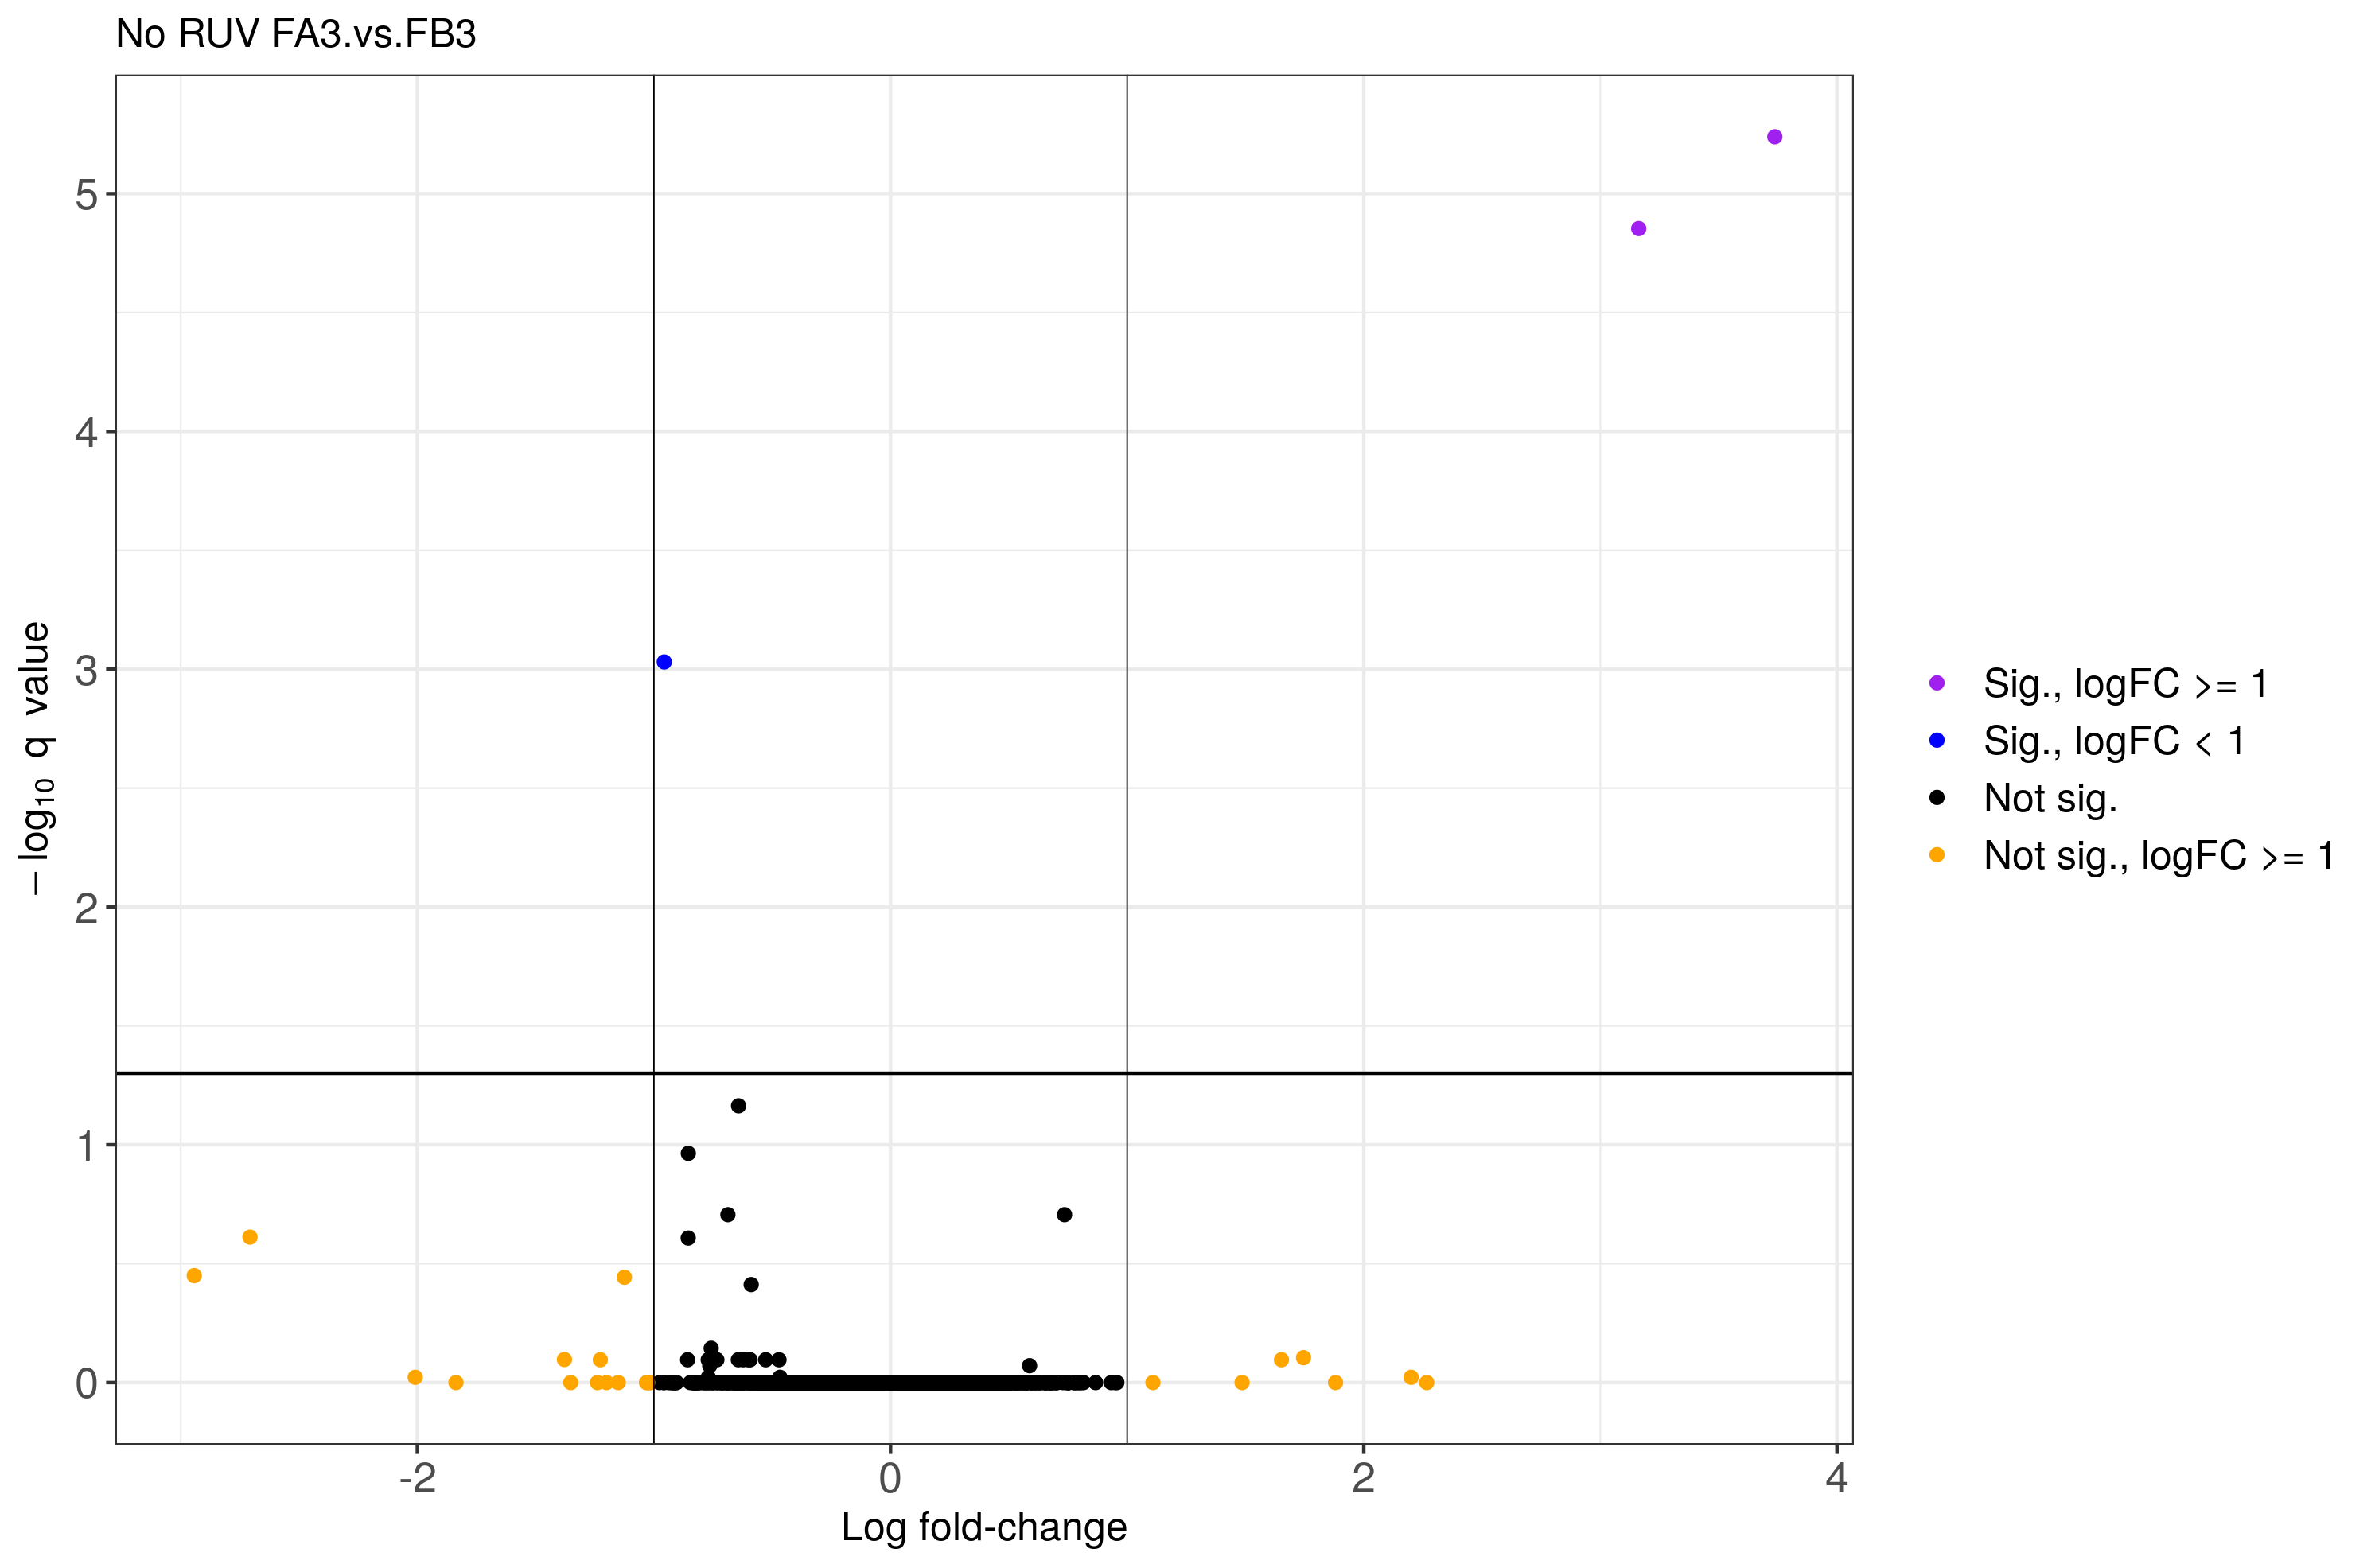 No RUV FA3.vs.FB3
5
4
3
2
1
0
-2
0
2
4
Log fold-change
−log10 q value
Sig., logFC >= 1
Sig., logFC < 1
Not sig.
Not sig., logFC >= 1